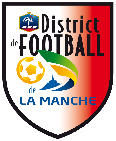 District
de FOOTBALL
de
LA MANCHE